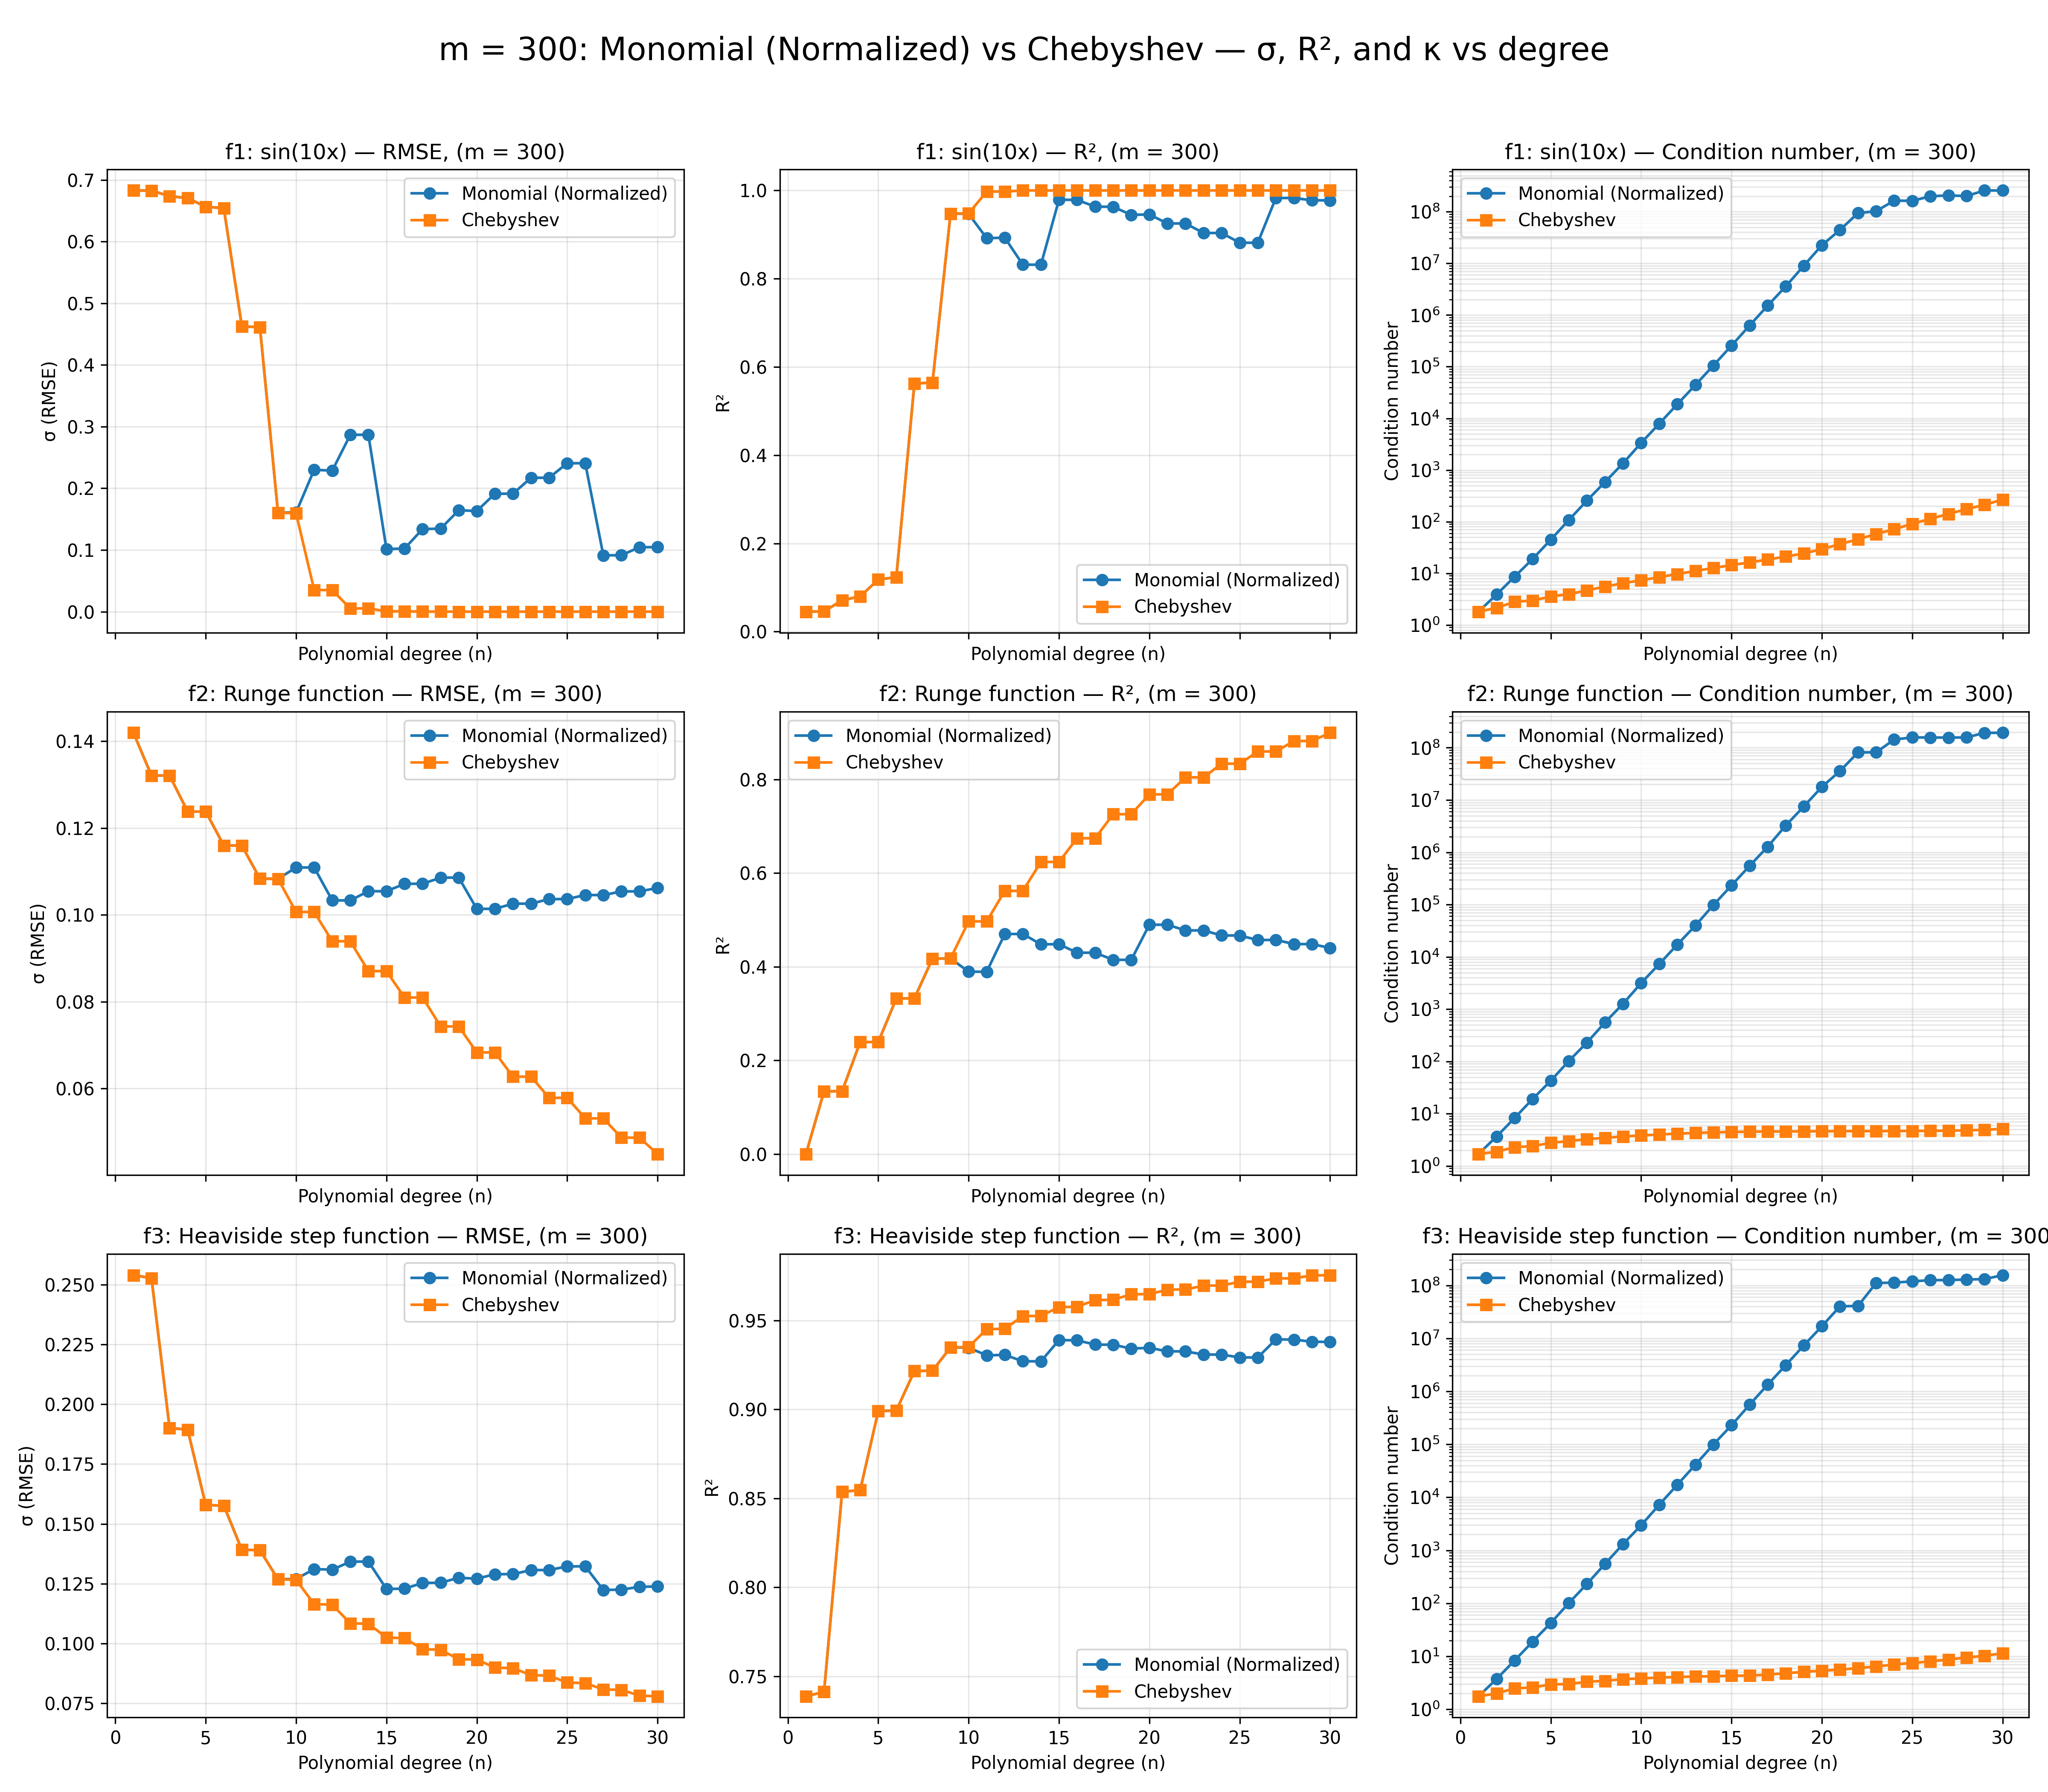 m = 300: Monomial (Normalized) vs Chebyshev — σ, R², and κ vs degree
f1: sin(10x) — RMSE, (m = 300)
0.7
0.6
0.5
0.4
0.3
0.2
0.1
0.0
σ (RMSE)
Monomial (Normalized)
Chebyshev
Polynomial degree (n)
f1: sin(10x) — R², (m = 300)
1.0
0.8
0.6
0.4
0.2
0.0
R²
Monomial (Normalized)
Chebyshev
Polynomial degree (n)
f1: sin(10x) — Condition number, (m = 300)
10⁸
10⁷
10⁶
10⁵
10⁴
10³
10²
10¹
10⁰
Condition number
Monomial (Normalized)
Chebyshev
Polynomial degree (n)
f2: Runge function — RMSE, (m = 300)
0.14
0.12
0.10
0.08
0.06
σ (RMSE)
Monomial (Normalized)
Chebyshev
Polynomial degree (n)
f2: Runge function — R², (m = 300)
0.8
0.6
0.4
0.2
0.0
R²
Monomial (Normalized)
Chebyshev
Polynomial degree (n)
f2: Runge function — Condition number, (m = 300)
10⁸
10⁷
10⁶
10⁵
10⁴
10³
10²
10¹
10⁰
Condition number
Monomial (Normalized)
Chebyshev
Polynomial degree (n)
f3: Heaviside step function — RMSE, (m = 300)
0.250
0.225
0.200
0.175
0.150
0.125
0.100
0.075
σ (RMSE)
Monomial (Normalized)
Chebyshev
0 5 10 15 20 25 30
Polynomial degree (n)
f3: Heaviside step function — R², (m = 300)
0.95
0.90
0.85
0.80
0.75
R²
Monomial (Normalized)
Chebyshev
0 5 10 15 20 25 30
Polynomial degree (n)
f3: Heaviside step function — Condition number, (m = 300
10⁸
10⁷
10⁶
10⁵
10⁴
10³
10²
10¹
10⁰
Condition number
Monomial (Normalized)
Chebyshev
0 5 10 15 20 25 30
Polynomial degree (n)